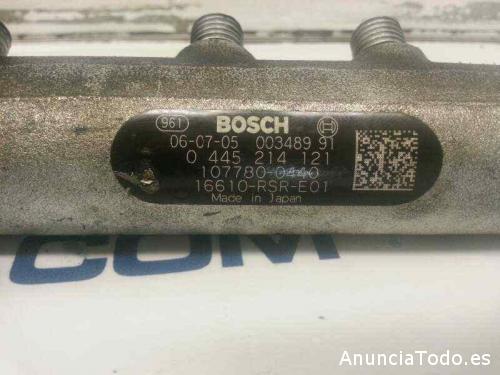 961 BOSCH
06-07-05 003489 91
0 445 214 121
107780-0440
16610-RSR-E01
Made in Japan
COM
AnunciaTodo.es